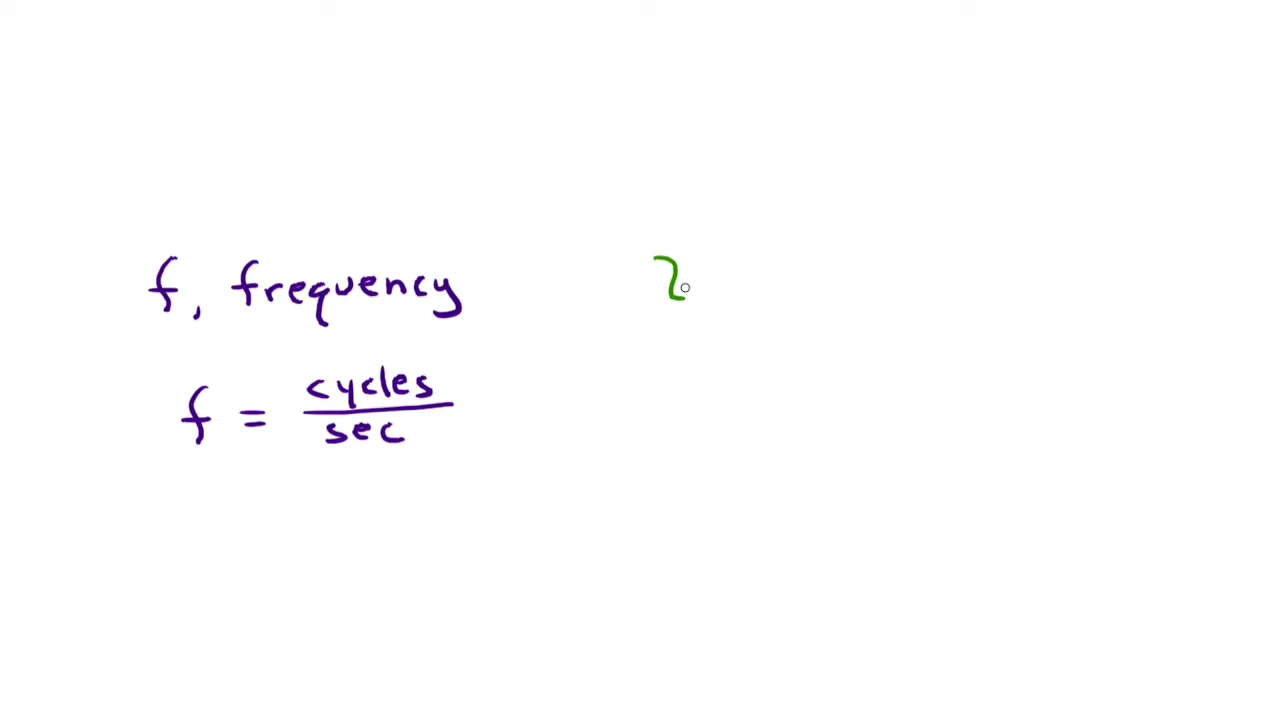 f, frequency
f = cycles / sec